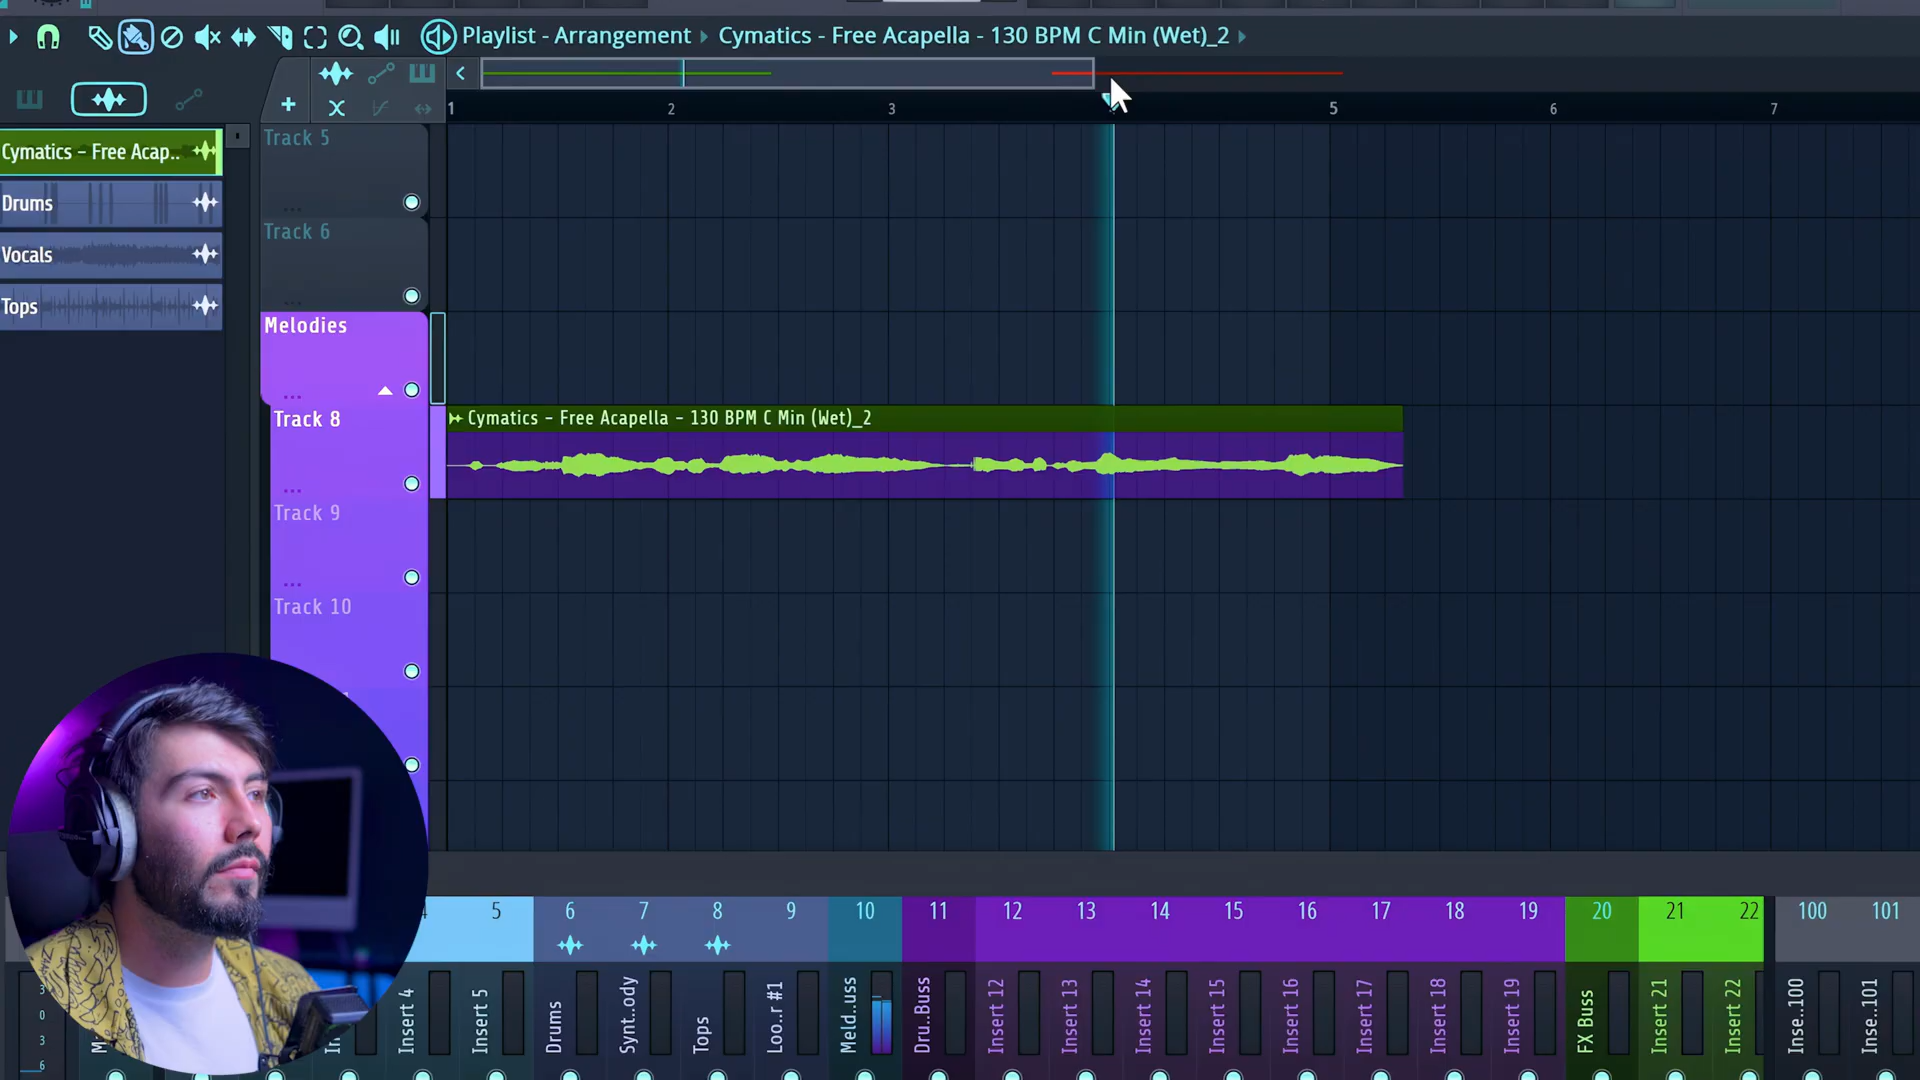 Playlist - Arrangement ▸ Cymatics - Free Acapella - 130 BPM C Min (Wet)_2
1 2 3 5 6 7
Cymatics - Free Acap..
Drums
Vocals
Tops
Track 5
...
Track 6
...
Melodies
...
Track 8
...
Cymatics - Free Acapella - 130 BPM C Min (Wet)_2
Track 9
...
Track 10
5 6 7 8 9 10 11 12 13 14 15 16 17 18 19 20 21 22 100 101
3
0
3
6
Insert 4
Insert 5
Drums
Synt..ody
Tops
Loo..r #1
Meld..uss
Dru..Buss
Insert 12
Insert 13
Insert 14
Insert 15
Insert 16
Insert 17
Insert 18
Insert 19
FX Buss
Insert 21
Insert 22
Inse..100
Inse..101